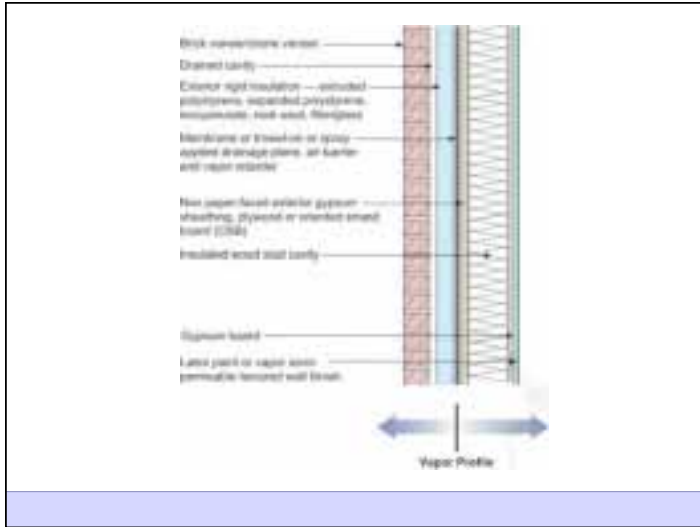 Brick veneer/stone veneer
Drained cavity
Exterior rigid insulation — extruded
polystyrene, expanded polystyrene,
isocyanurate, rock wool, fiberglass
Membrane or trowel-on or spray
applied drainage plane, air barrier
and vapor retarder
Non paper-faced exterior gypsum
sheathing, plywood or oriented strand
board (OSB)
Insulated wood stud cavity
Gypsum board
Latex paint or vapor semi-
permeable textured wall finish
Vapor Profile